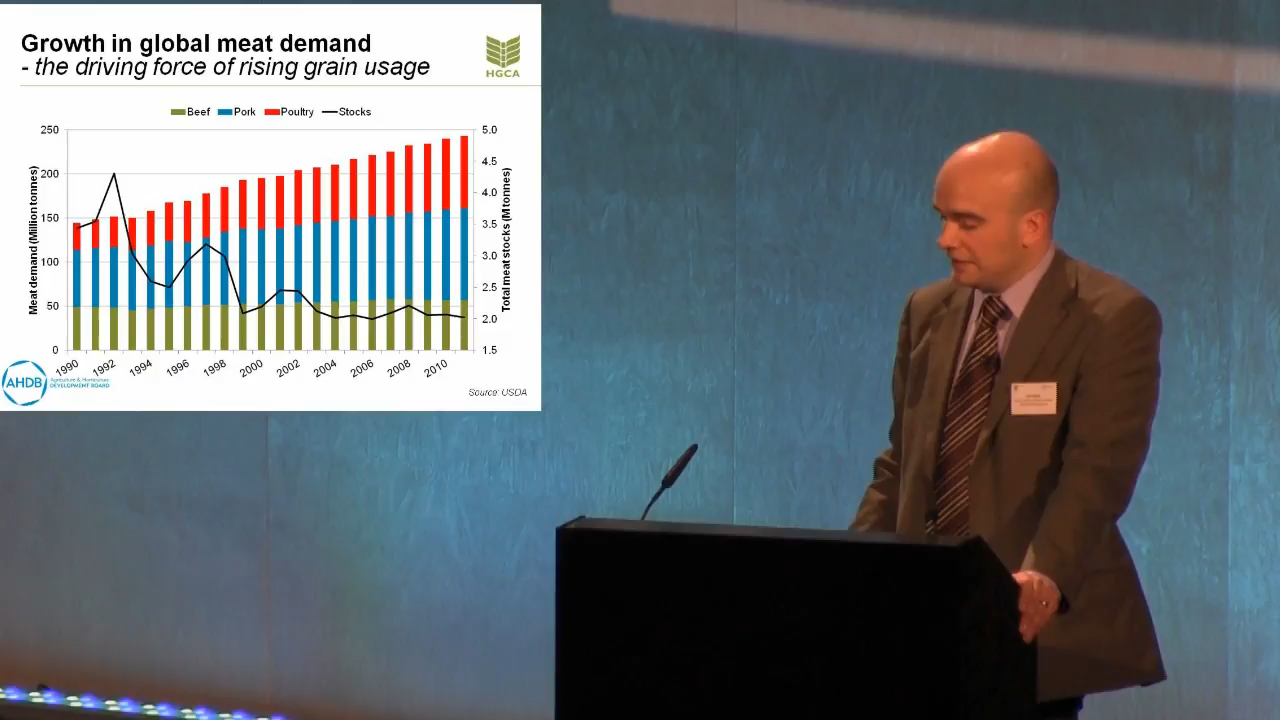 Growth in global meat demand
- the driving force of rising grain usage
HGCA
Beef Pork Poultry Stocks
Meat demand (Million tonnes)
250
200
150
100
50
0
5.0
4.5
4.0
3.5
3.0
2.5
2.0
1.5
Total meat stocks (M tonnes)
1990 1992 1994 1996 1998 2000 2002 2004 2006 2008 2010
AHDB
Agriculture & Horticulture
DEVELOPMENT BOARD
Source: USDA